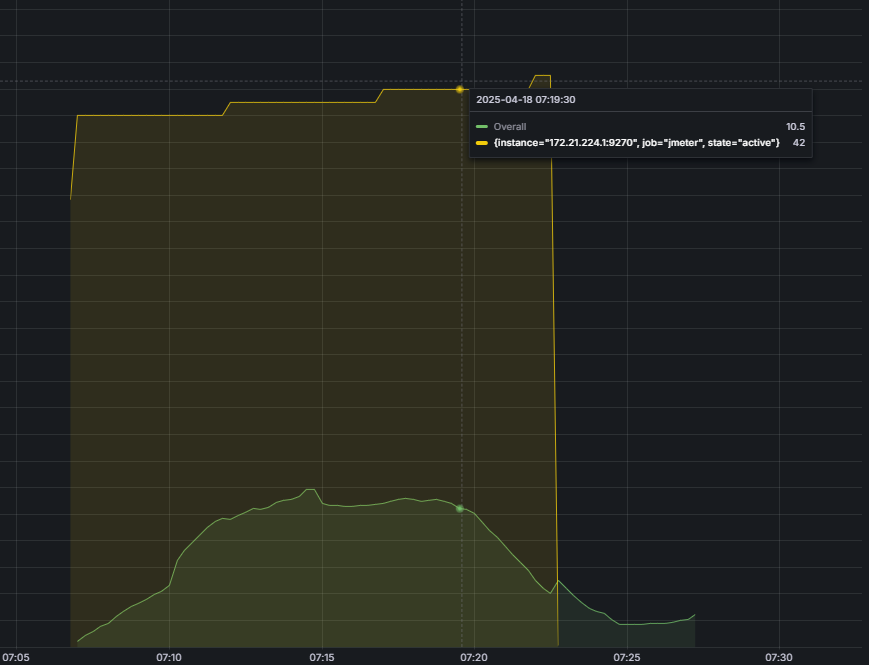 2025-04-18 07:19:30
Overall 10.5
{instance="172.21.224.1:9270", job="jmeter", state="active"} 42
07:05 07:10 07:15 07:20 07:25 07:30